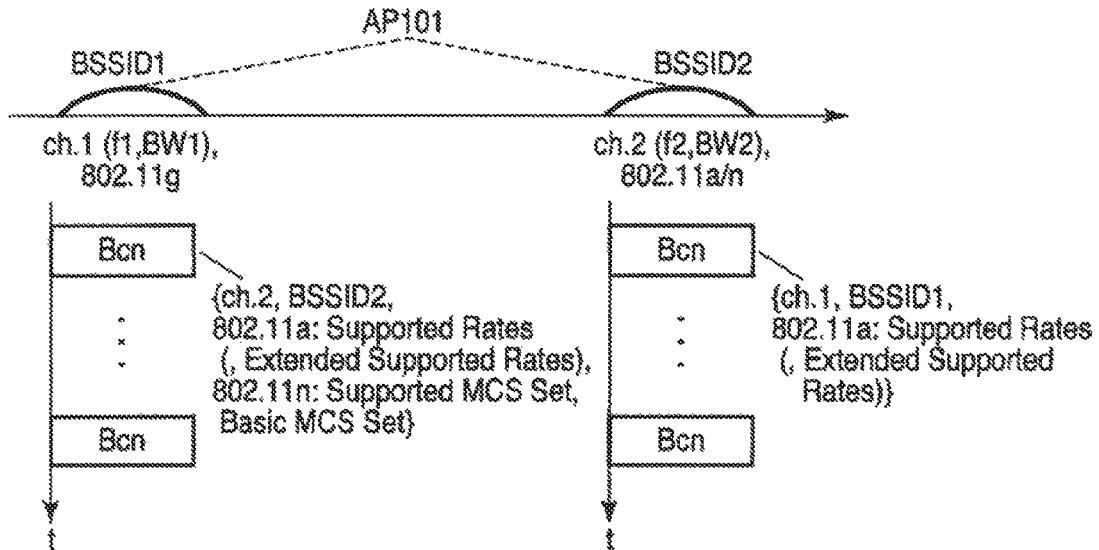 AP101
BSSID1
BSSID2
ch.1 (f1,BW1),
802.11g
ch.2 (f2,BW2),
802.11a/n
Bcn
{ch.2, BSSID2,
802.11a: Supported Rates
(, Extended Supported Rates),
802.11n: Supported MCS Set,
Basic MCS Set}
Bcn
t
Bcn
{ch.1, BSSID1,
802.11a: Supported Rates
(, Extended Supported
Rates)}
Bcn
t